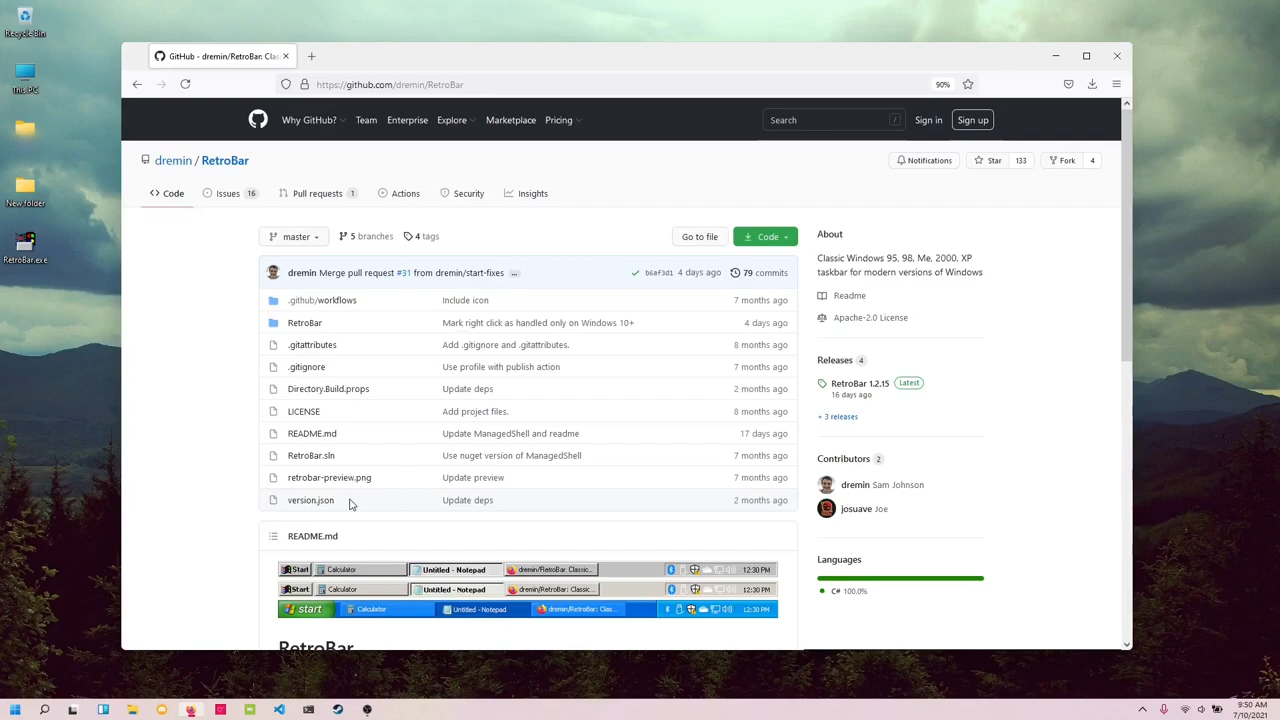 Recycle Bin
This PC
New folder
RetroBar.exe
GitHub - dremin/RetroBar: Clas
https://github.com/dremin/RetroBar
90%
Why GitHub? Team Enterprise Explore Marketplace Pricing
Search /
Sign in Sign up
dremin / RetroBar
Notifications Star 133 Fork 4
Code Issues 16 Pull requests 1 Actions Security Insights
master 5 branches 4 tags Go to file Code
dremin Merge pull request #31 from dremin/start-fixes ... b6af3d1 4 days ago 79 commits
.github/workflows Include icon 7 months ago
RetroBar Mark right click as handled only on Windows 10+ 4 days ago
.gitattributes Add .gitignore and .gitattributes. 8 months ago
.gitignore Use profile with publish action 7 months ago
Directory.Build.props Update deps 2 months ago
LICENSE Add project files. 8 months ago
README.md Update ManagedShell and readme 17 days ago
RetroBar.sln Use nuget version of ManagedShell 7 months ago
retrobar-preview.png Update preview 7 months ago
version.json Update deps 2 months ago
README.md
Start Calculator Untitled - Notepad dremin/RetroBar: Classic... 12:30 PM
Start Calculator Untitled - Notepad dremin/RetroBar: Classic... 12:30 PM
start Calculator Untitled - Notepad dremin/RetroBar: Clas... 12:30 PM
RetroBar
About
Classic Windows 95, 98, Me, 2000, XP
taskbar for modern versions of Windows
Readme
Apache-2.0 License
Releases 4
RetroBar 1.2.15 Latest
16 days ago
+ 3 releases
Contributors 2
dremin Sam Johnson
josuave Joe
Languages
C# 100.0%
9:50 AM
7/10/2021